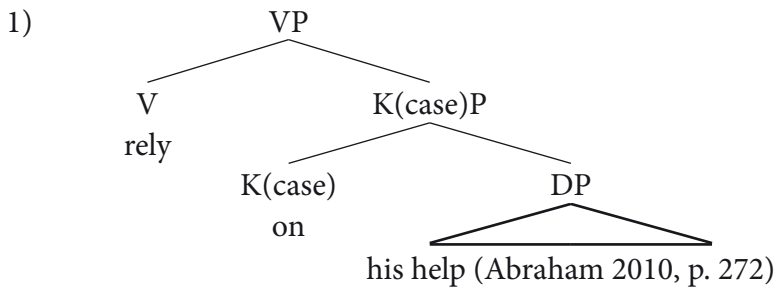 1) VP
V K(case)P
rely
K(case) DP
on
his help (Abraham 2010, p. 272)